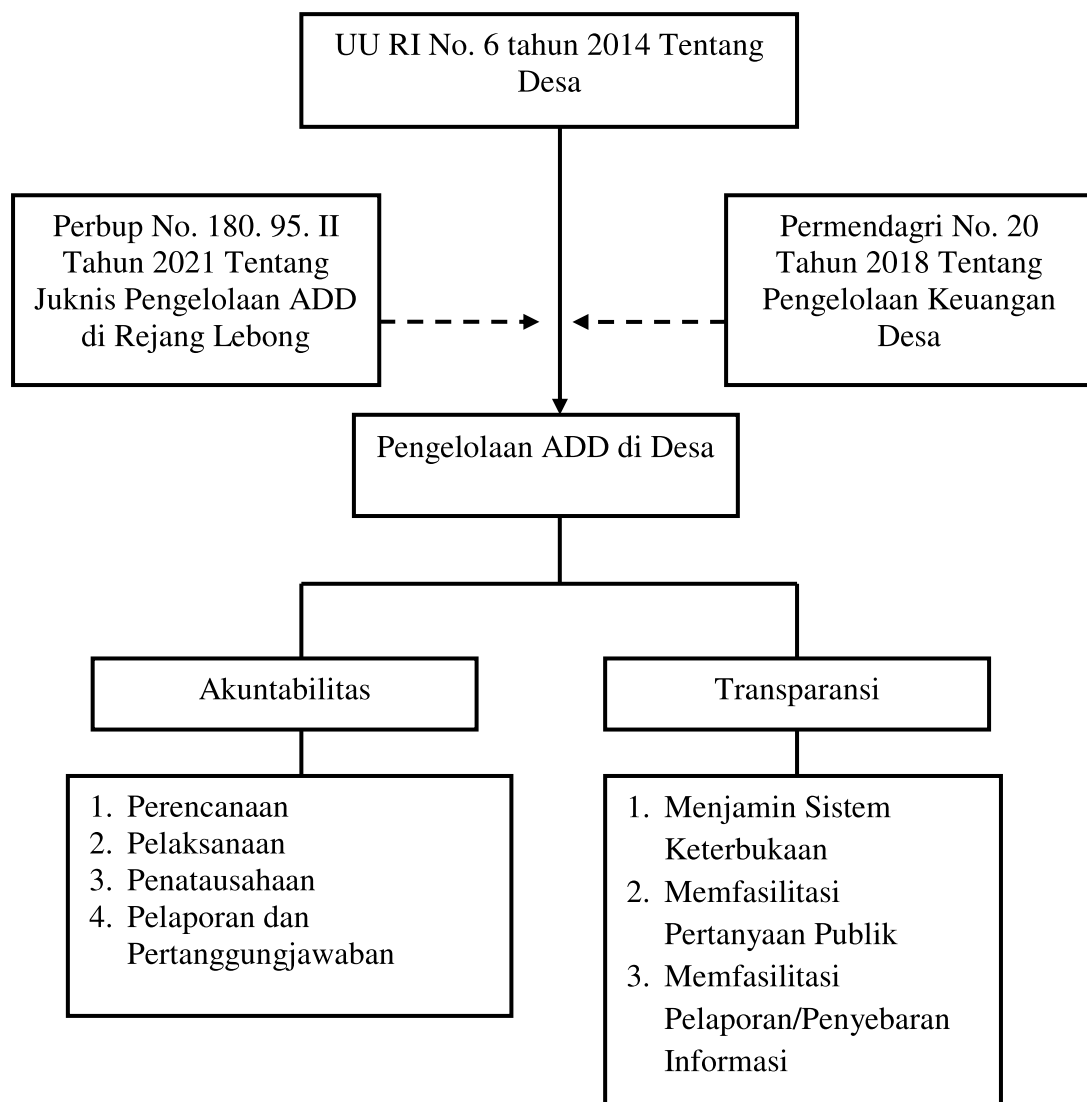 UU RI No. 6 tahun 2014 Tentang
Desa
Perbup No. 180. 95. II
Tahun 2021 Tentang
Juknis Pengelolaan ADD
di Rejang Lebong
Permendagri No. 20
Tahun 2018 Tentang
Pengelolaan Keuangan
Desa
Pengelolaan ADD di Desa
Akuntabilitas
1. Perencanaan
2. Pelaksanaan
3. Penatausahaan
4. Pelaporan dan
Pertanggungjawaban
Transparansi
1. Menjamin Sistem
Keterbukaan
2. Memfasilitasi
Pertanyaan Publik
3. Memfasilitasi
Pelaporan/Penyebaran
Informasi